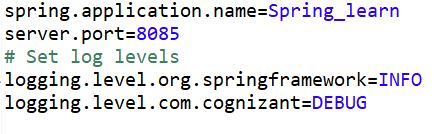 spring.application.name=Spring_learn
server.port=8085
# Set log levels
logging.level.org.springframework=INFO
logging.level.com.cognizant=DEBUG